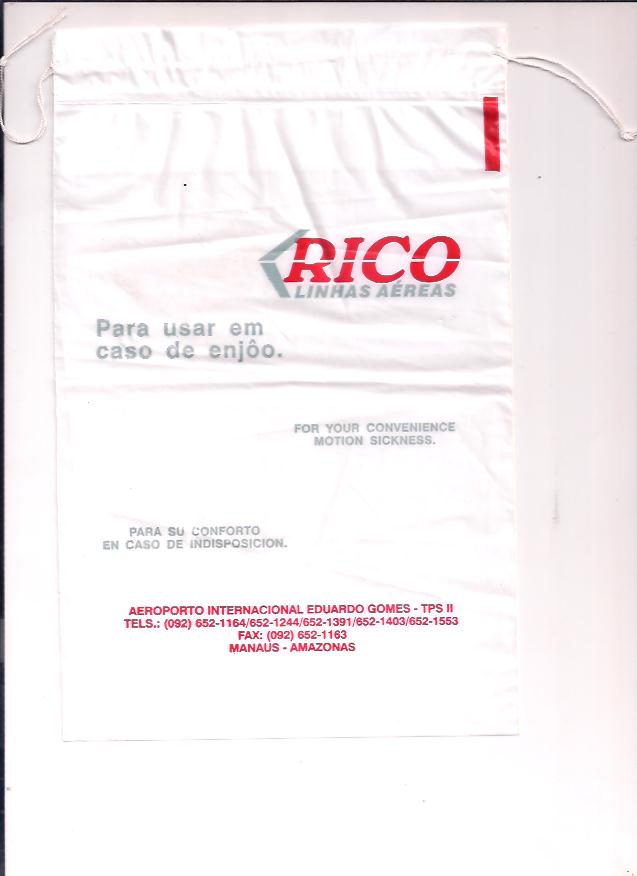 RICO
LINHAS AÉREAS
Para usar em
caso de enjôo.
FOR YOUR CONVENIENCE
MOTION SICKNESS.
PARA SU CONFORTO
EN CASO DE INDISPOSICION.
AEROPORTO INTERNACIONAL EDUARDO GOMES - TPS II
TELS.: (092) 652-1164/652-1244/652-1391/652-1403/652-1553
FAX: (092) 652-1163
MANAUS - AMAZONAS